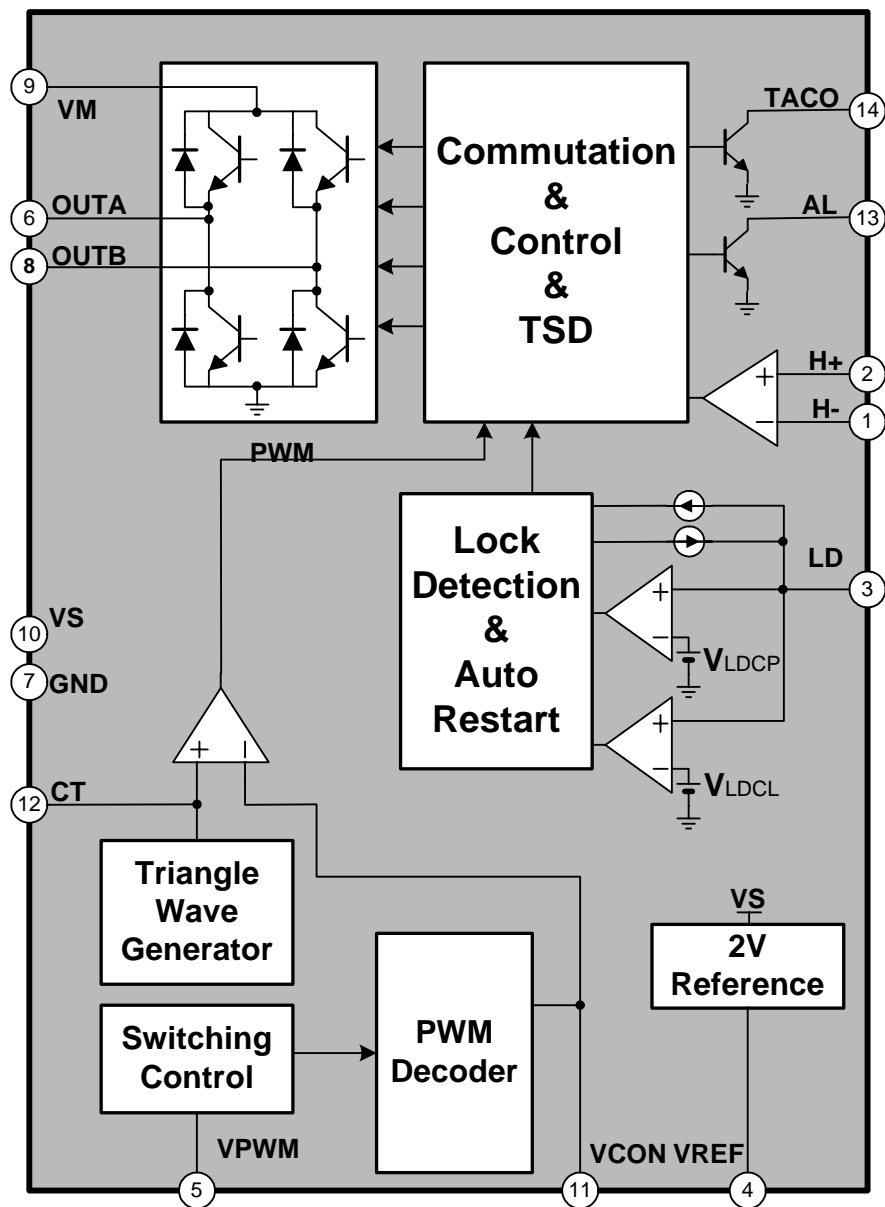 9
VM
TACO
14
6
OUTA
AL
13
8
OUTB
Commutation
&
Control
&
TSD
H+
2
H-
1
PWM
Lock
Detection
&
Auto
Restart
LD
3
VLDCP
VLDCL
10
VS
7
GND
12
CT
Triangle
Wave
Generator
VS
2V
Reference
Switching
Control
PWM
Decoder
VPWM
VCON VREF
5
11
4